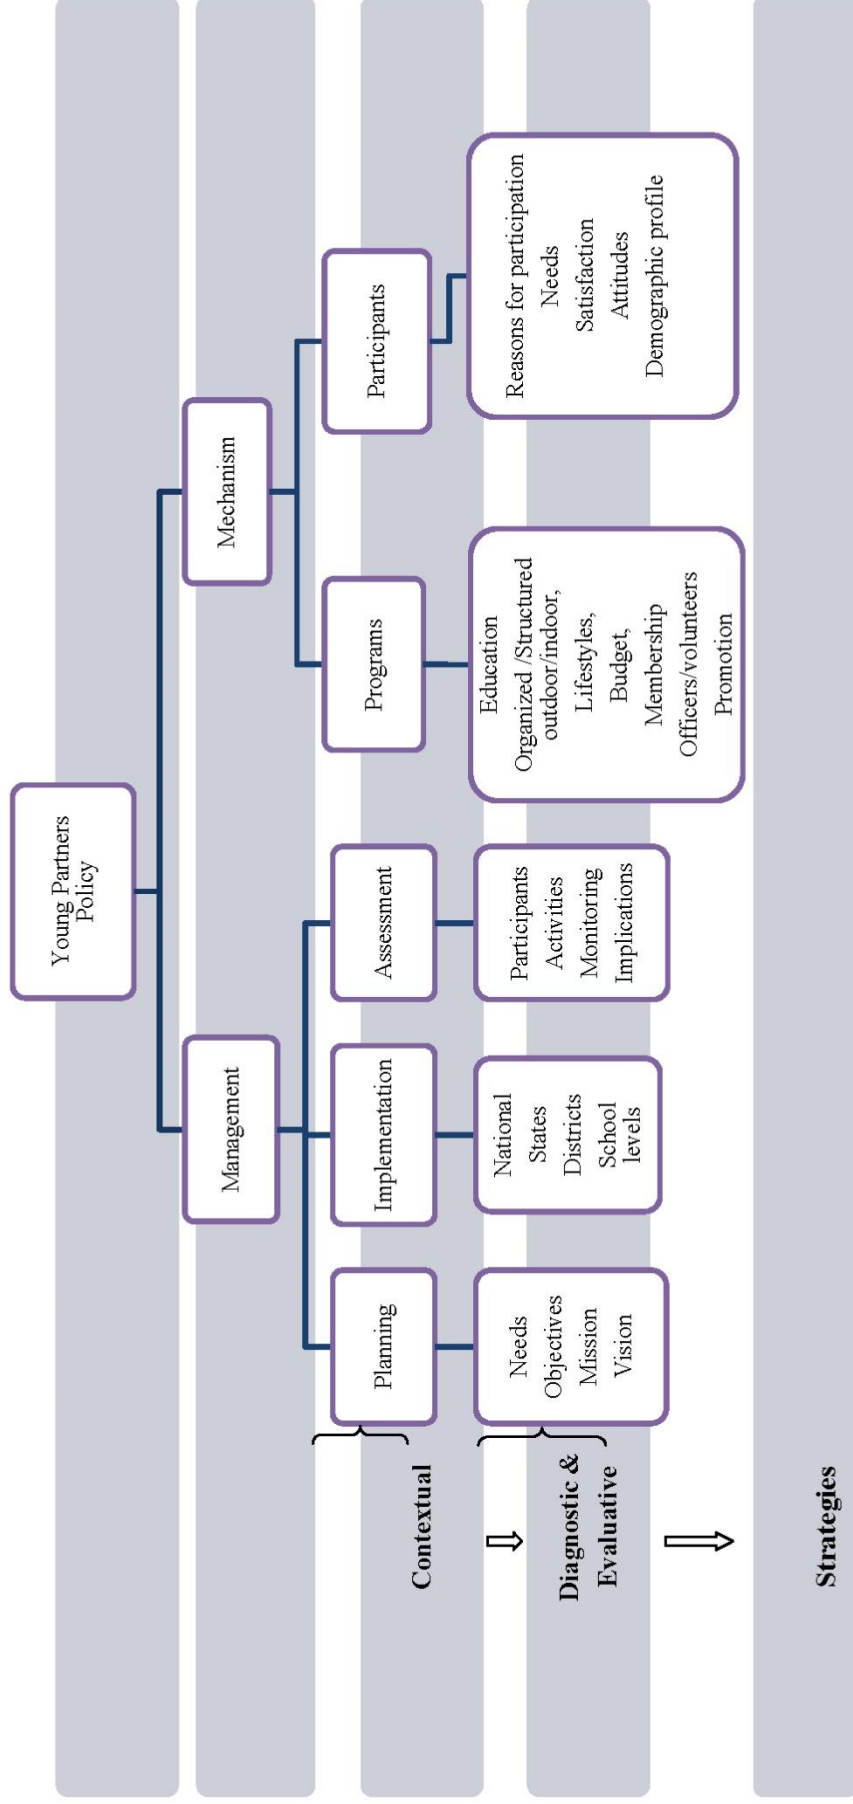 Young Partners
Policy
Management
Mechanism
Planning
Implementation
Assessment
Programs
Participants
Contextual
Needs
Objectives
Mission
Vision
National
States
Districts
School
levels
Participants
Activities
Monitoring
Implications
Education
Organized /Structured
outdoor/indoor,
Lifestyles,
Budget,
Membership
Officers/volunteers
Promotion
Reasons for participation
Needs
Satisfaction
Attitudes
Demographic profile
Diagnostic &
Evaluative
Strategies